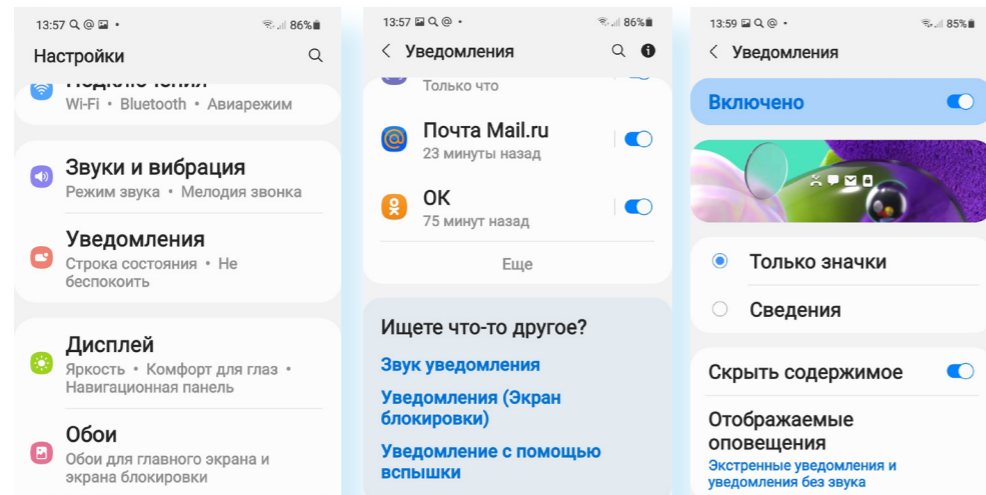 13:57
86%
Настройки
Подключения
Wi-Fi • Bluetooth • Авиарежим
Звуки и вибрация
Режим звука • Мелодия звонка
Уведомления
Строка состояния • Не
беспокоить
Дисплей
Яркость • Комфорт для глаз •
Навигационная панель
Обои
Обои для главного экрана и
экрана блокировки
13:57
86%
Уведомления
Только что
Почта Mail.ru
23 минуты назад
ОК
75 минут назад
Еще
Ищете что-то другое?
Звук уведомления
Уведомления (Экран
блокировки)
Уведомление с помощью
вспышки
13:59
85%
Уведомления
Включено
Только значки
Сведения
Скрыть содержимое
Отображаемые
оповещения
Экстренные уведомления и
уведомления без звука